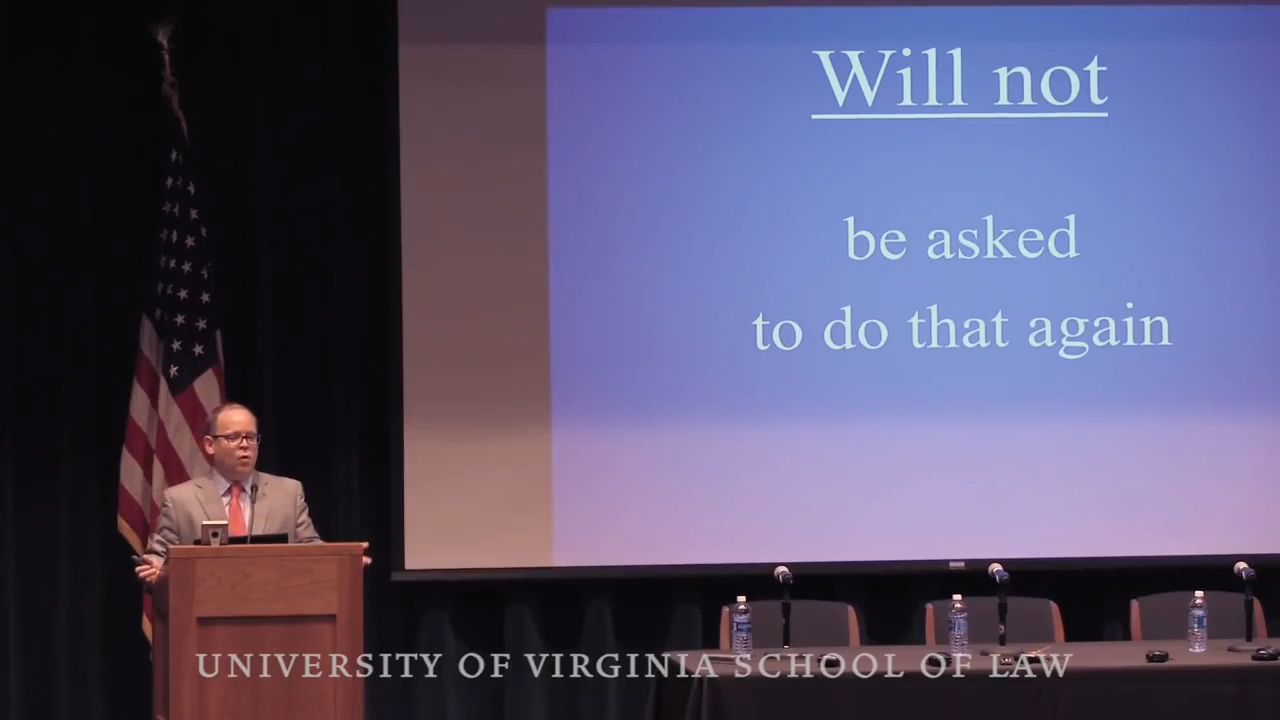 Will not
be asked
to do that again
UNIVERSITY OF VIRGINIA SCHOOL OF LAW